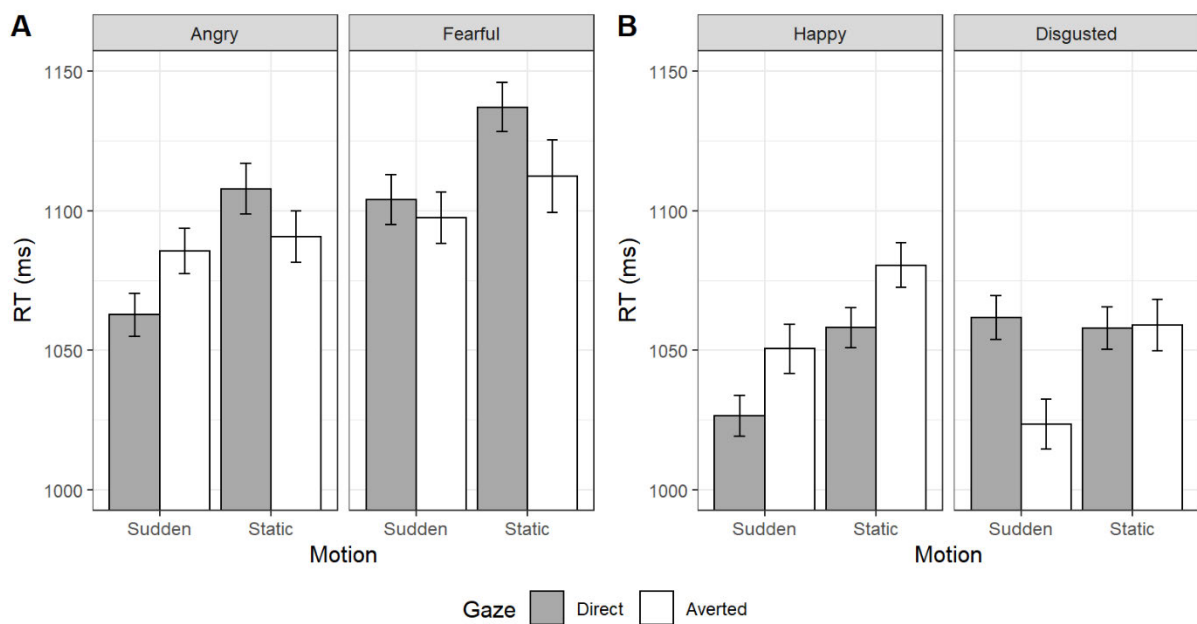 A
Angry
Fearful
RT (ms)
1150
1100
1050
1000
Sudden
Static
Sudden
Static
Motion
B
Happy
Disgusted
RT (ms)
1150
1100
1050
1000
Sudden
Static
Sudden
Static
Motion
Gaze Direct Averted